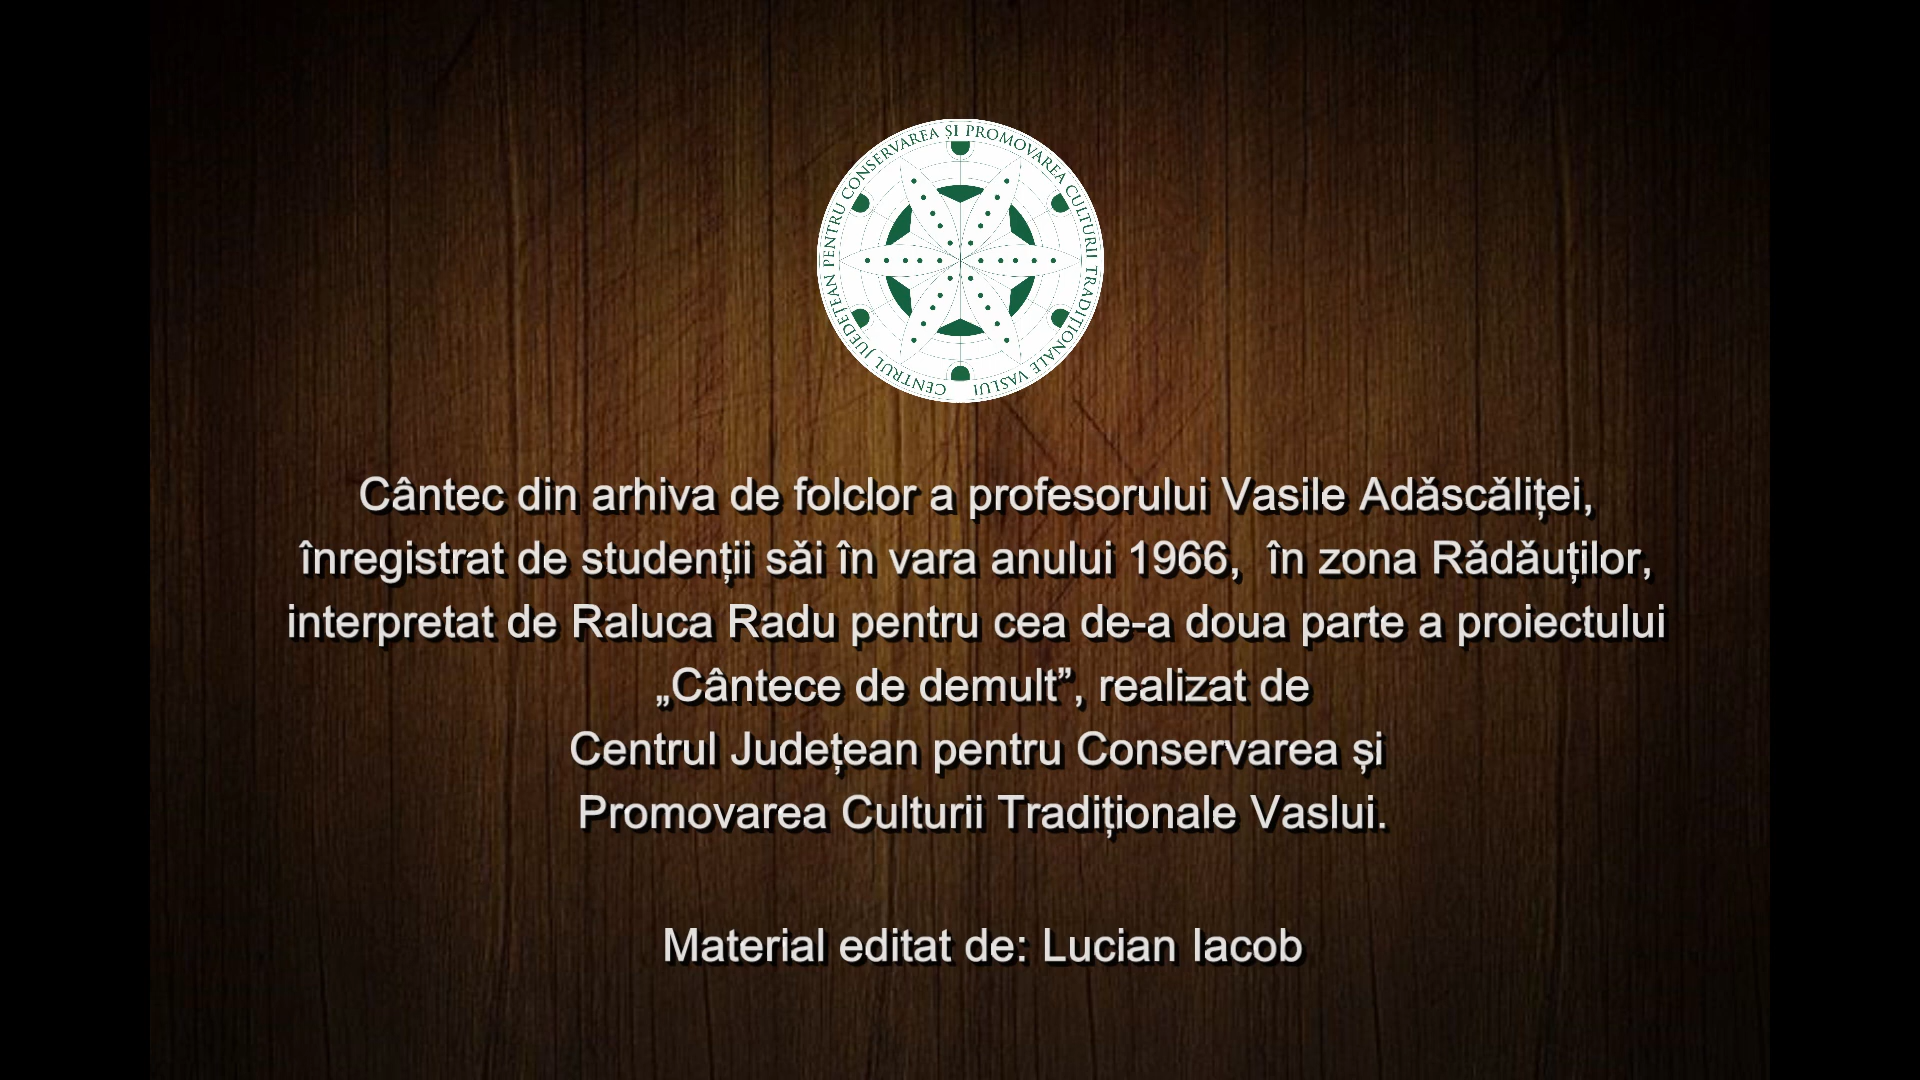 CENTRUL JUEDEȚEAN PENTRU CONSERVAREA ȘI PROMOVAREA CULTURII TRADIȚIONALE VASLUI
Cântec din arhiva de folclor a profesorului Vasile Adăscăliței,
înregistrat de studenții săi în vara anului 1966,  în zona Rădăuților,
interpretat de Raluca Radu pentru cea de-a doua parte a proiectului
„Cântece de demult”, realizat de
Centrul Județean pentru Conservarea și
Promovarea Culturii Tradiționale Vaslui.
Material editat de: Lucian Iacob